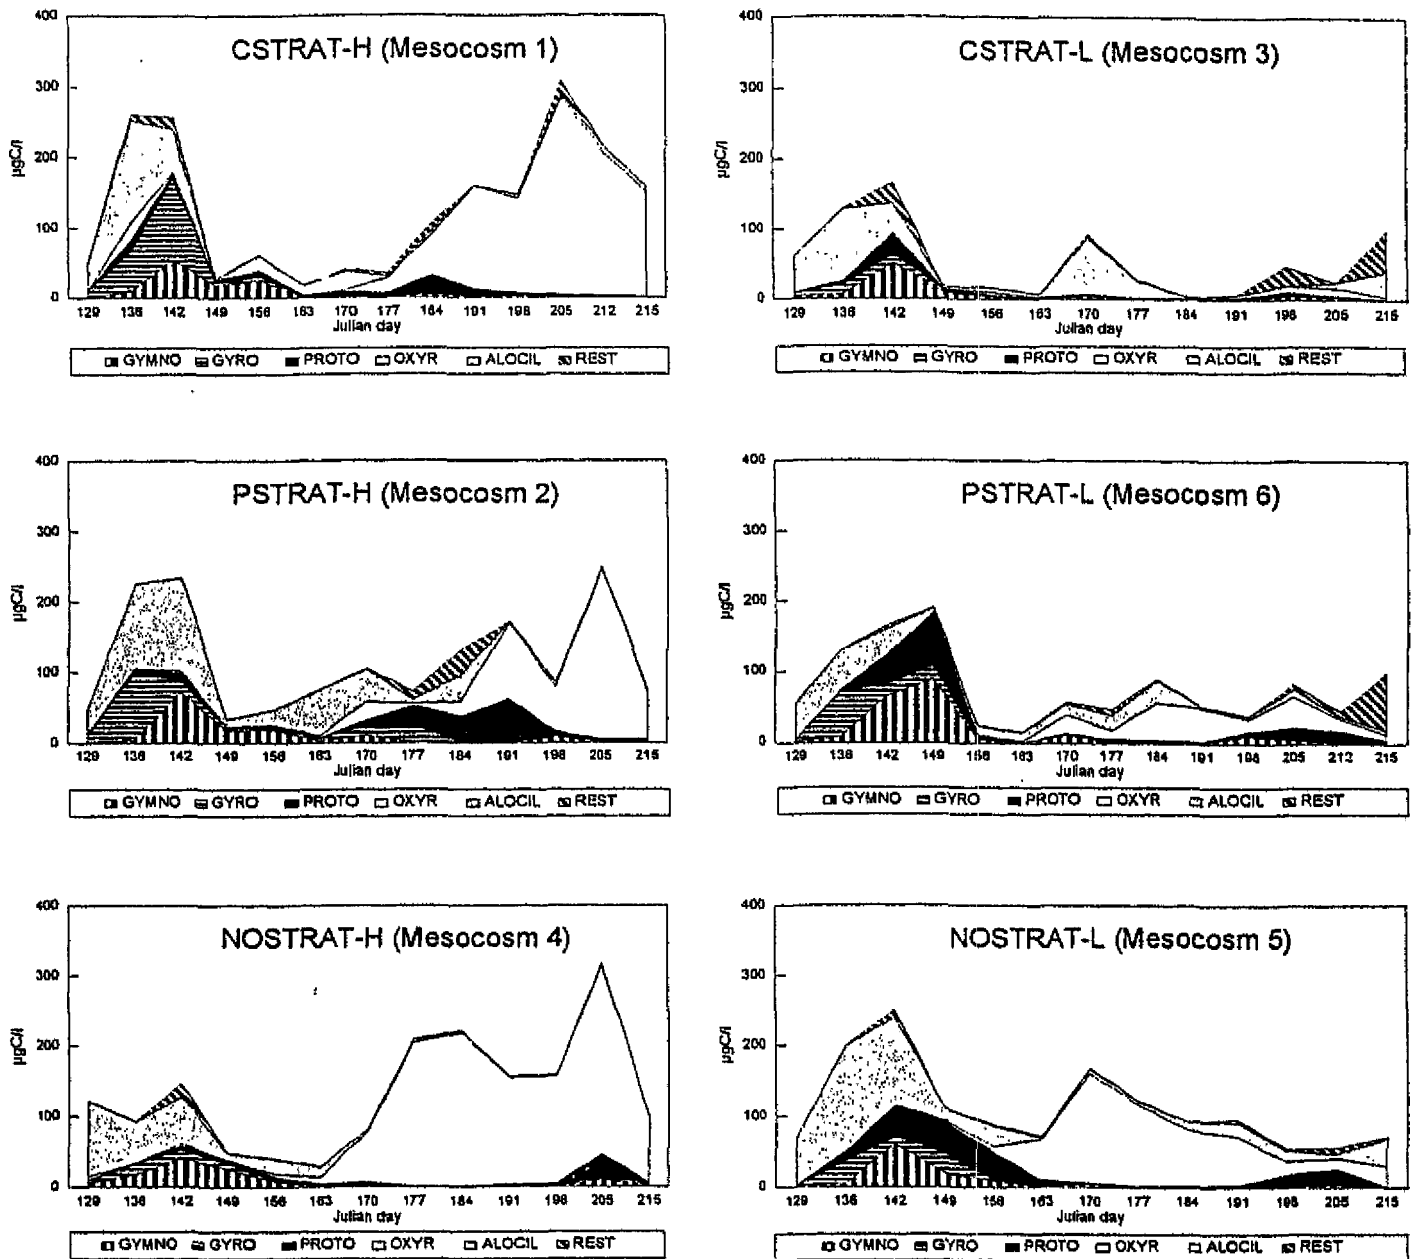 CSTRAT-H (Mesocosm 1)
400
300
200
100
0
µgC/l
129 136 142 149 156 163 170 177 184 191 198 205 212 215
Julian day
GYMNO GYRO PROTO OXYR ALOCIL REST
CSTRAT-L (Mesocosm 3)
400
300
200
100
0
µgC/l
129 136 142 149 156 163 170 177 184 191 198 205 215
Julian day
GYMNO GYRO PROTO OXYR ALOCIL REST
PSTRAT-H (Mesocosm 2)
400
300
200
100
0
µgC/l
129 136 142 149 156 163 170 177 184 191 198 205 215
Julian day
GYMNO GYRO PROTO OXYR ALOCIL REST
PSTRAT-L (Mesocosm 6)
400
300
200
100
0
µgC/l
129 136 142 149 156 163 170 177 184 191 198 205 212 215
Julian day
GYMNO GYRO PROTO OXYR ALOCIL REST
NOSTRAT-H (Mesocosm 4)
400
300
200
100
0
µgC/l
129 136 142 149 156 163 170 177 184 191 198 205 215
Julian day
GYMNO GYRO PROTO OXYR ALOCIL REST
NOSTRAT-L (Mesocosm 5)
400
300
200
100
0
µgC/l
129 136 142 149 156 163 170 177 184 191 198 205 215
Julian day
GYMNO GYRO PROTO OXYR ALOCIL REST